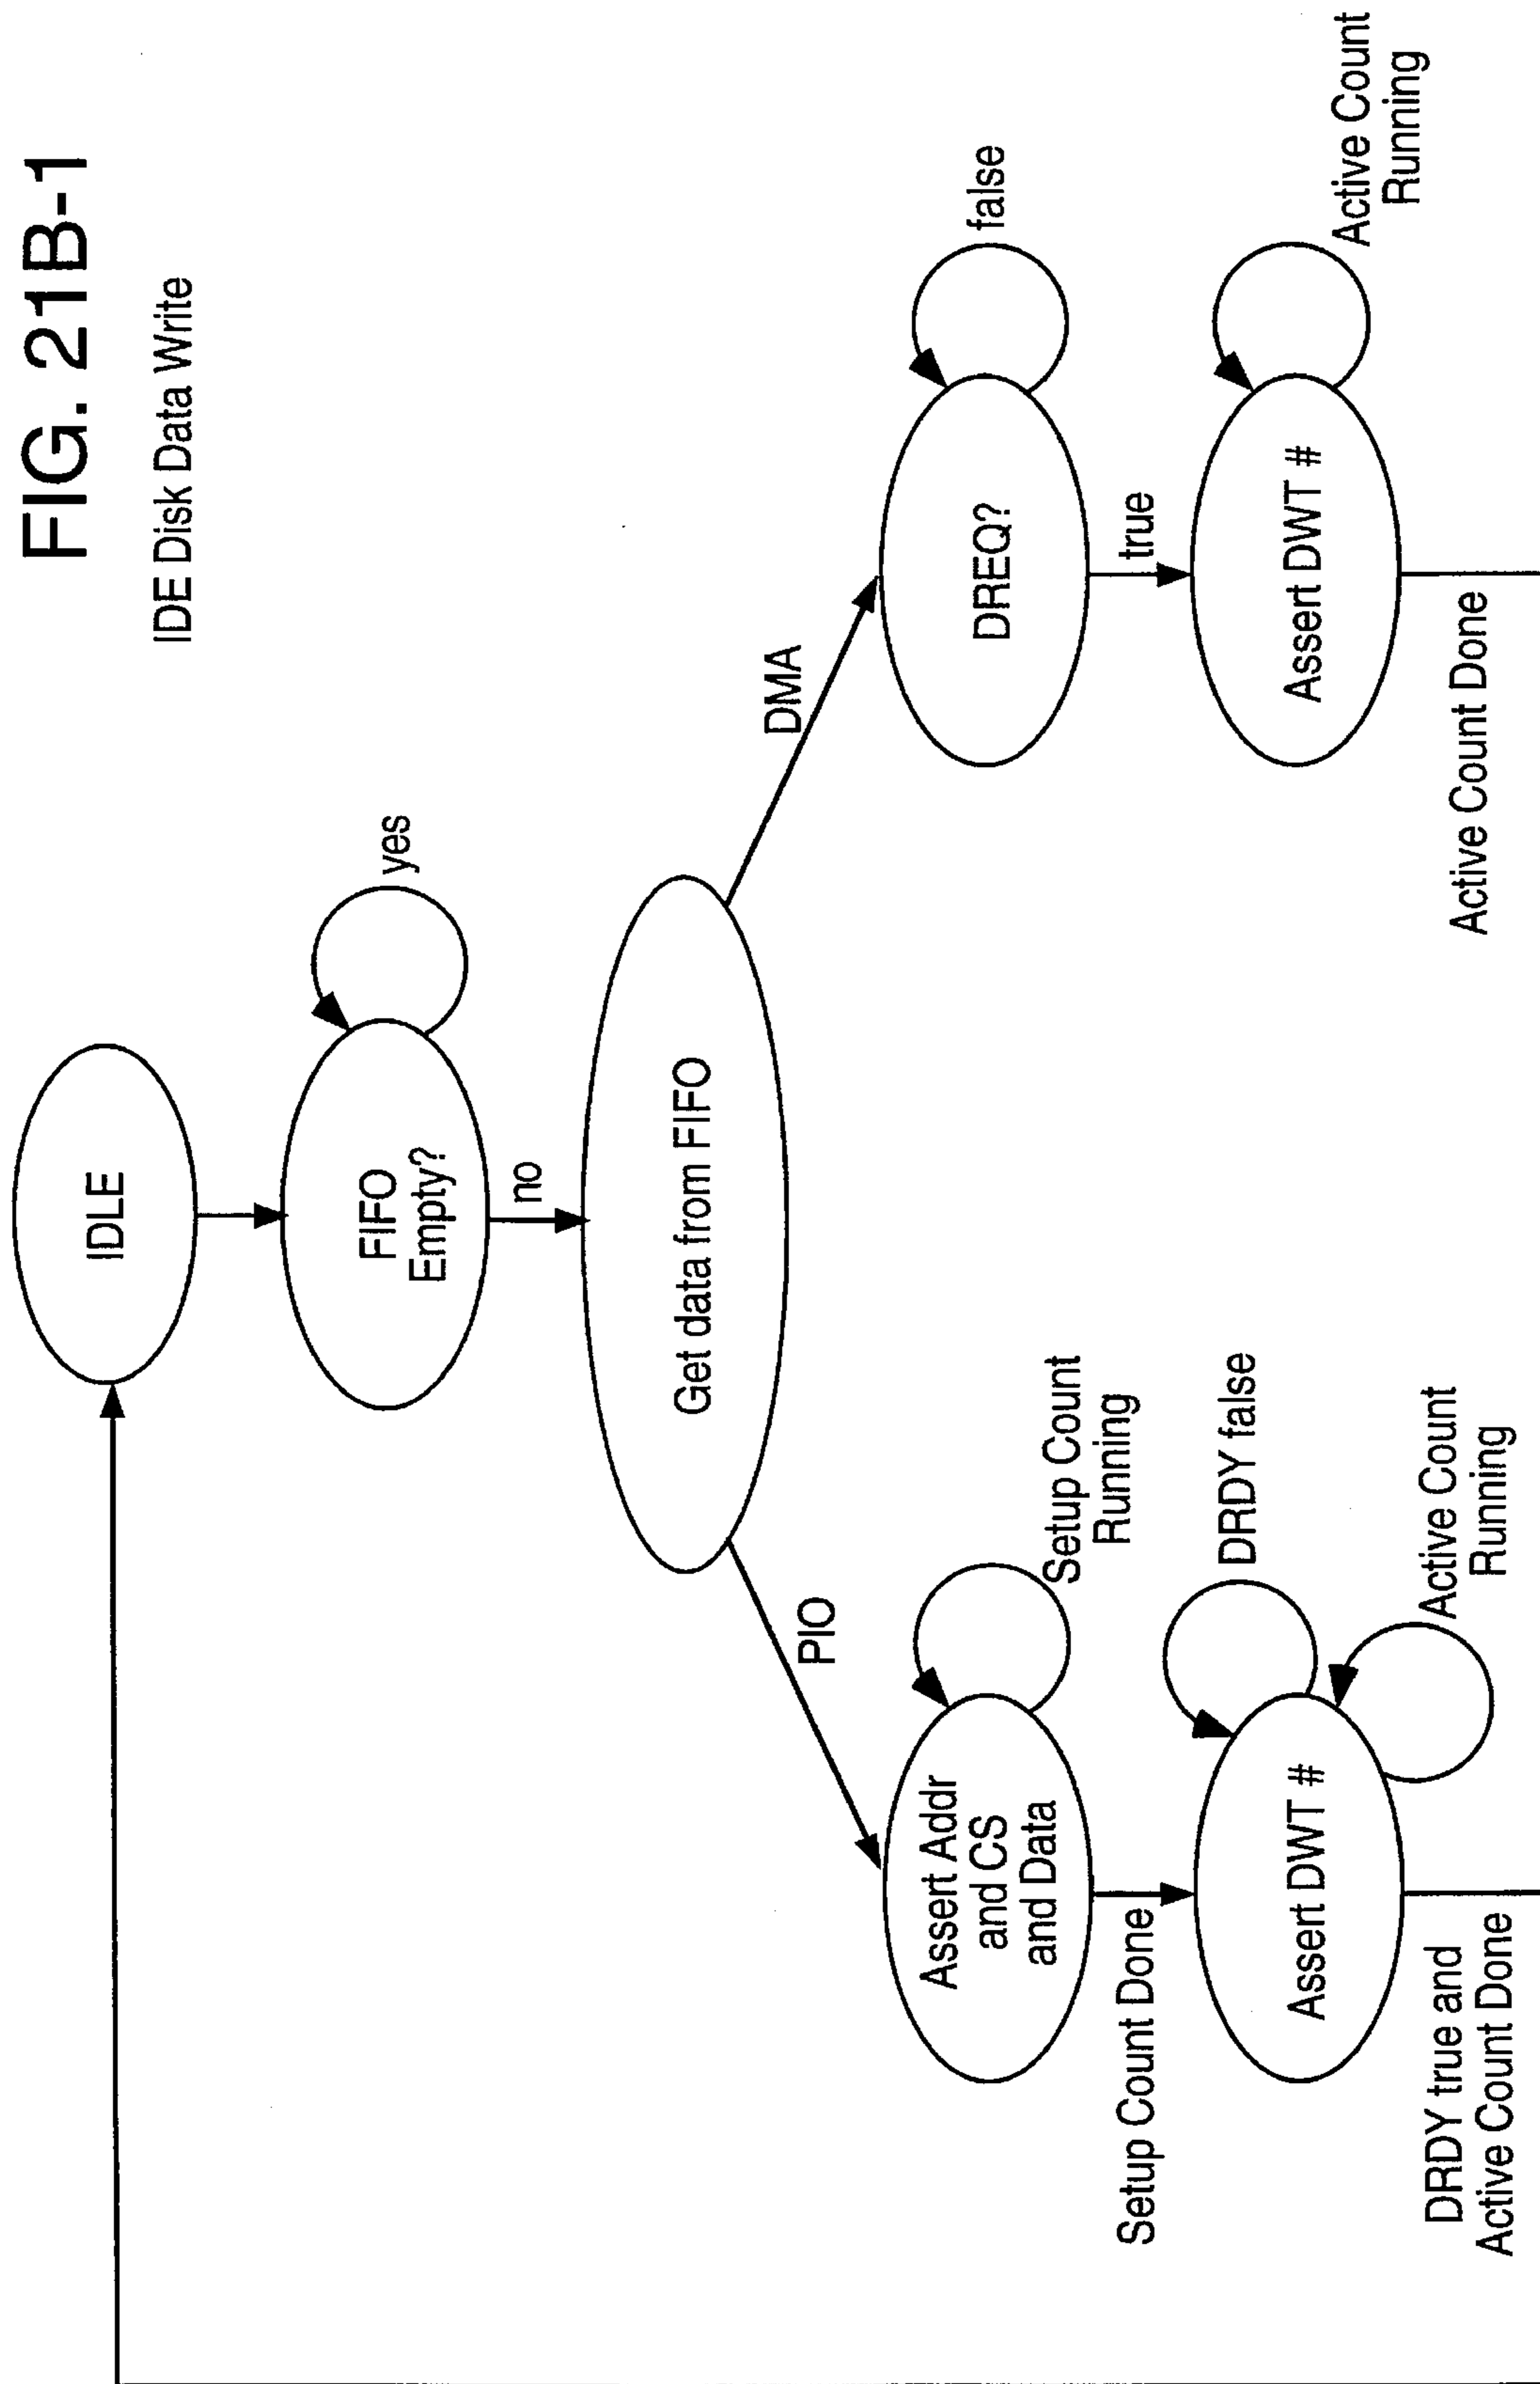 FIG. 21B-1
IDE Disk Data Write
IDLE
FIFO
Empty?
yes
no
Get data from FIFO
PIO
DMA
Assert Addr
and CS
and Data
Setup Count
Running
DREQ?
false
Setup Count Done
true
Assert DWT #
DRDY false
Active Count
Running
Assert DWT #
Active Count
Running
DRDY true and
Active Count Done
Active Count Done